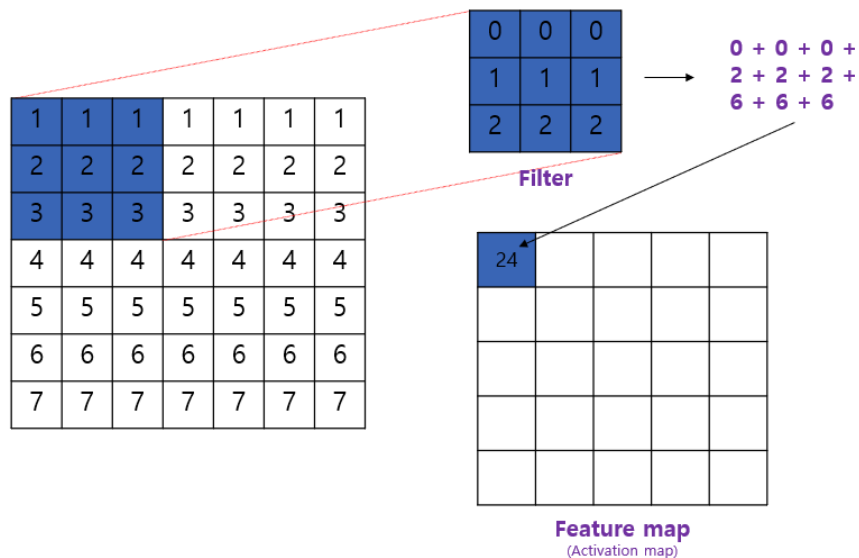 0 0 0
1 1 1
2 2 2
Filter
0 + 0 + 0 +
2 + 2 + 2 +
6 + 6 + 6
1 1 1 1 1 1 1
2 2 2 2 2 2 2
3 3 3 3 3 3 3
4 4 4 4 4 4 4
5 5 5 5 5 5 5
6 6 6 6 6 6 6
7 7 7 7 7 7 7
24
Feature map
(Activation map)